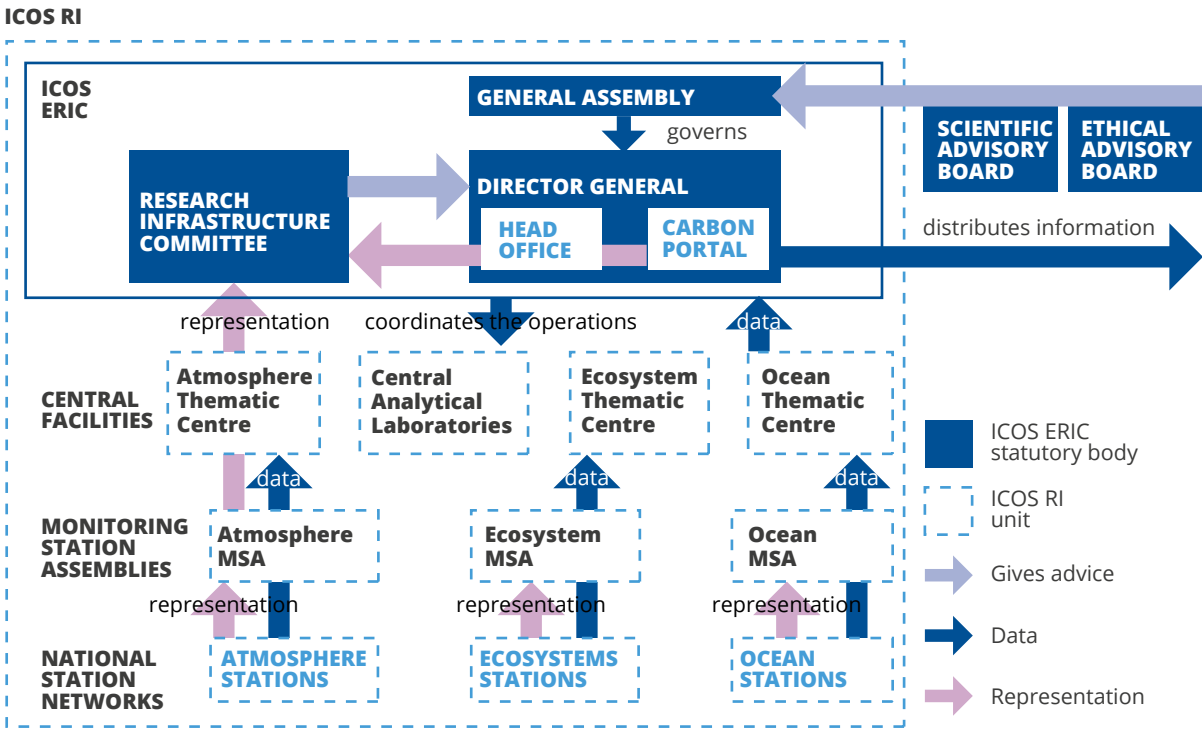 ICOS RI
ICOS
ERIC
GENERAL ASSEMBLY
governs
SCIENTIFIC
ADVISORY
BOARD
ETHICAL
ADVISORY
BOARD
RESEARCH
INFRASTRUCTURE
COMMITTEE
DIRECTOR GENERAL
HEAD
OFFICE
CARBON
PORTAL
distributes information
representation
coordinates the operations
data
CENTRAL
FACILITIES
Atmosphere
Thematic
Centre
Central
Analytical
Laboratories
Ecosystem
Thematic
Centre
Ocean
Thematic
Centre
data
data
data
MONITORING
STATION
ASSEMBLIES
Atmosphere
MSA
Ecosystem
MSA
Ocean
MSA
representation
representation
representation
NATIONAL
STATION
NETWORKS
ATMOSPHERE
STATIONS
ECOSYSTEMS
STATIONS
OCEAN
STATIONS
ICOS ERIC
statutory body
ICOS RI
unit
Gives advice
Data
Representation